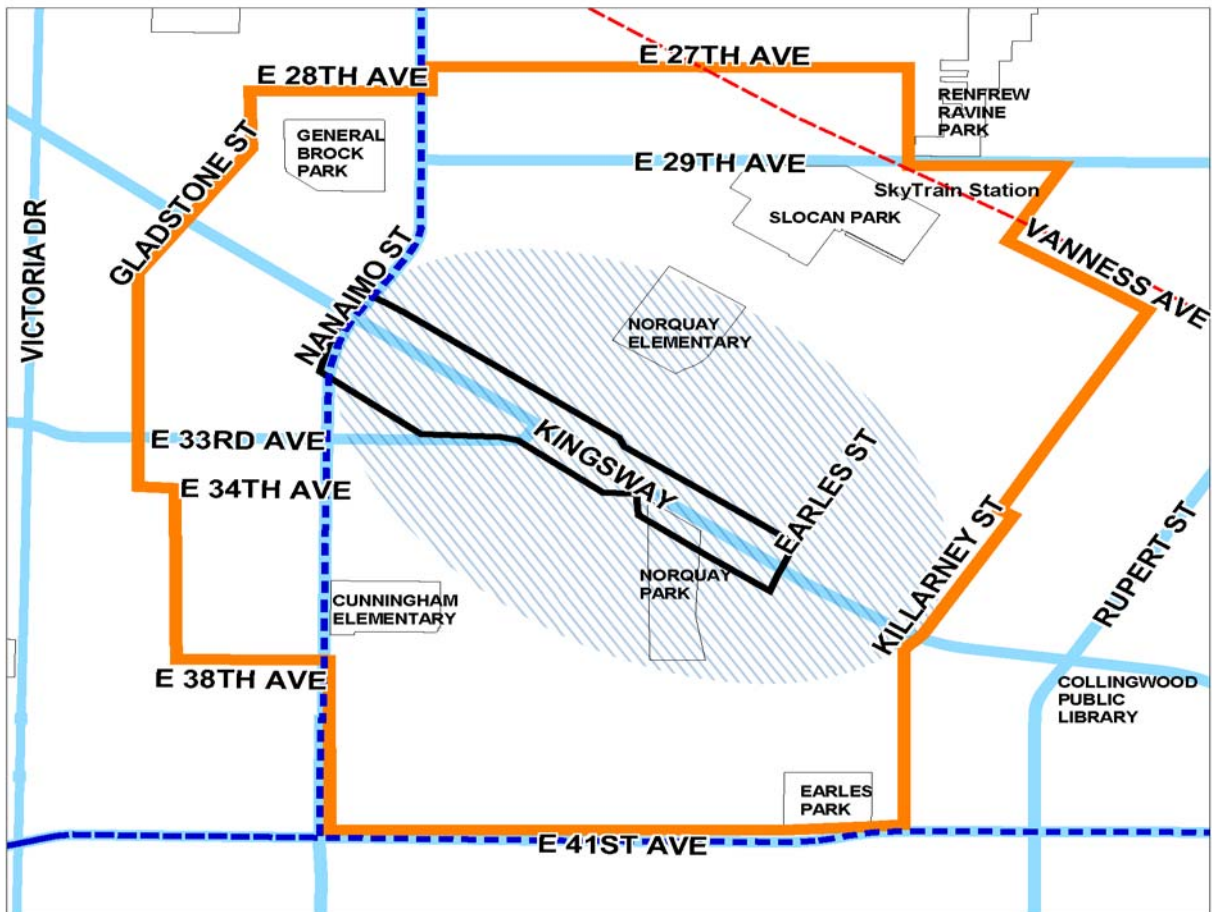 E 27TH AVE
E 28TH AVE
RENFREW
RAVINE
PARK
GENERAL
BROCK
PARK
E 29TH AVE
GLADSTONE ST
SkyTrain Station
SLOCAN PARK
VICTORIA DR
NANAIMO ST
VANNESS AVE
NORQUAY
ELEMENTARY
E 33RD AVE
KINGSWAY
EARLES ST
E 34TH AVE
KILLARNEY ST
RUPERT ST
NORQUAY
PARK
CUNNINGHAM
ELEMENTARY
E 38TH AVE
COLLINGWOOD
PUBLIC
LIBRARY
EARLES
PARK
E 41ST AVE